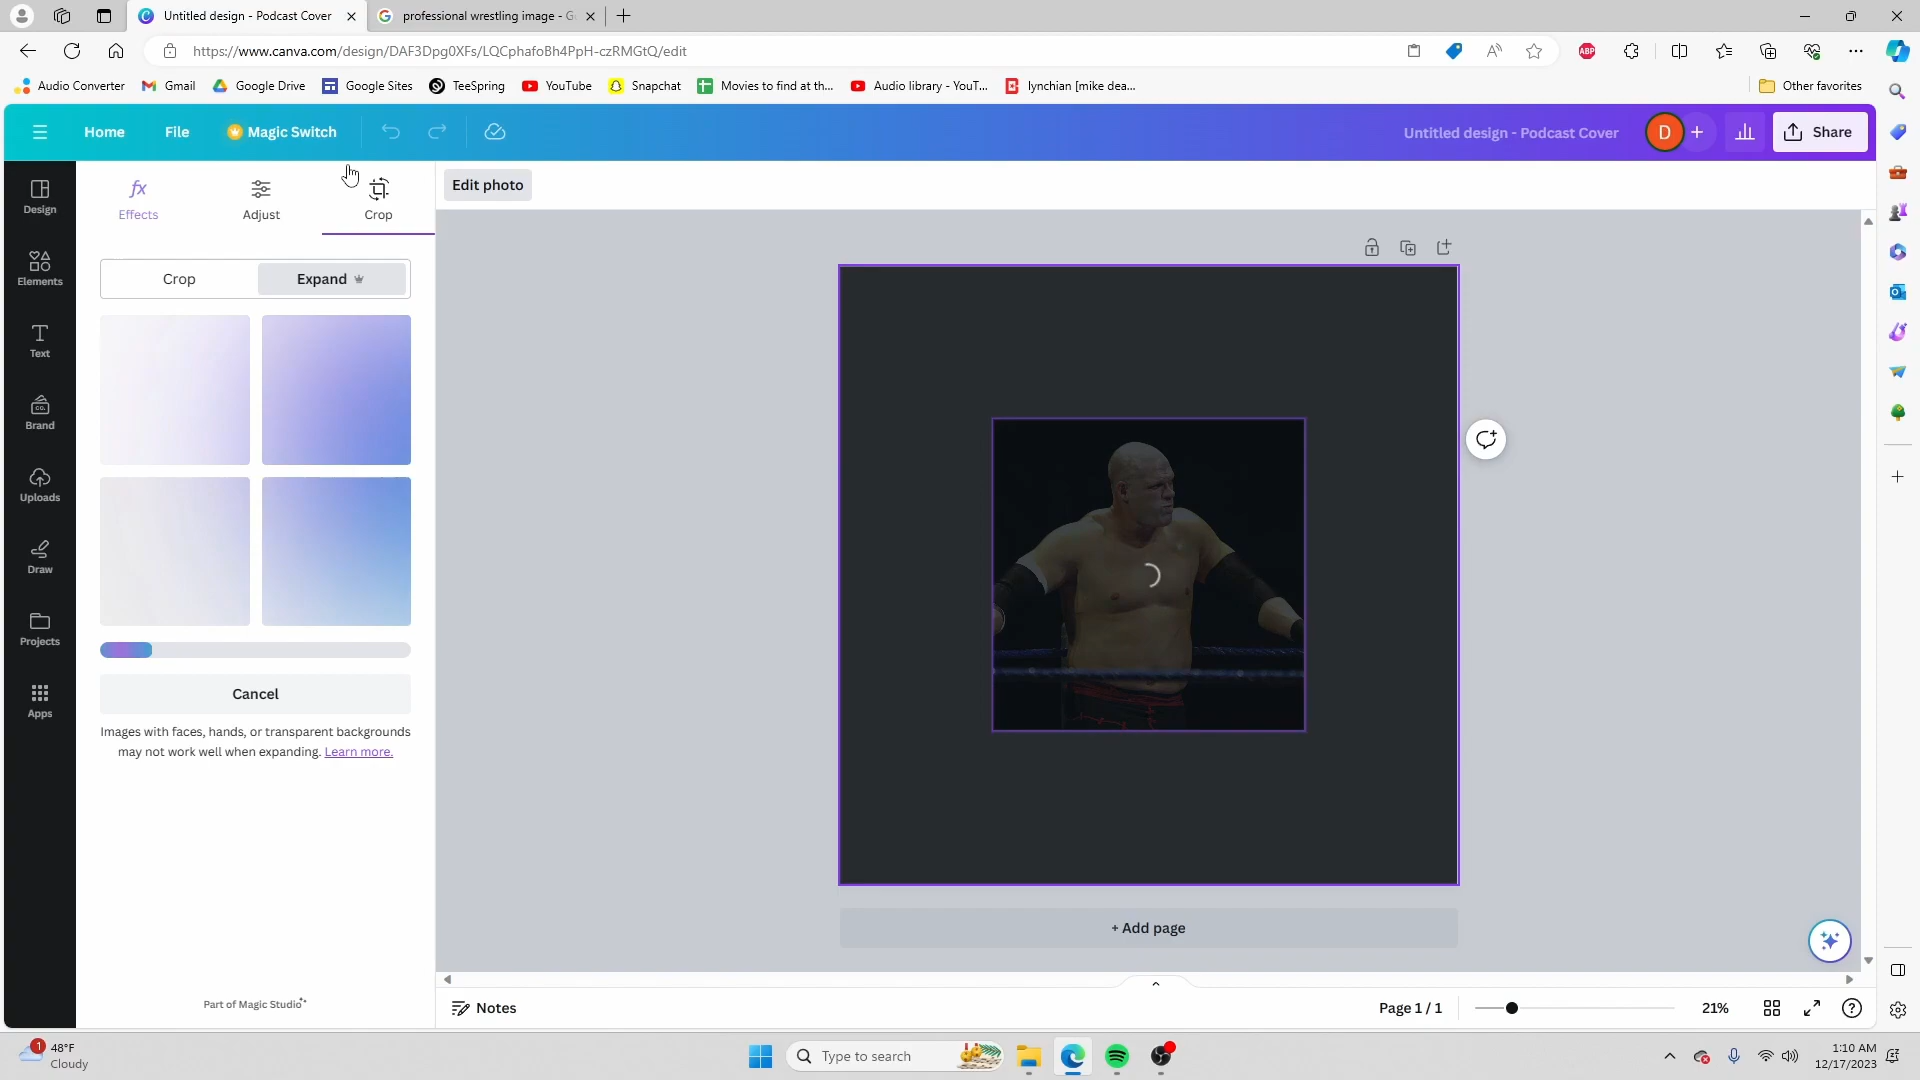 Untitled design - Podcast Cover
professional wrestling image - G
https://www.canva.com/design/DAF3Dpg0XFs/LQCphafoBh4PpH-czRMGtQ/edit
ABP
Audio Converter
Gmail
Google Drive
Google Sites
TeeSpring
YouTube
Snapchat
Movies to find at th...
Audio library - YouT...
lynchian [mike dea...
Other favorites
Home
File
Magic Switch
Untitled design - Podcast Cover
D
Share
Design
Elements
Text
Brand
Uploads
Draw
Projects
Apps
fx
Effects
Adjust
Crop
Edit photo
Crop
Expand
Cancel
Images with faces, hands, or transparent backgrounds
may not work well when expanding. Learn more.
Part of Magic Studio
+ Add page
Notes
Page 1 / 1
21%
1
48°F
Cloudy
Type to search
1:10 AM
12/17/2023